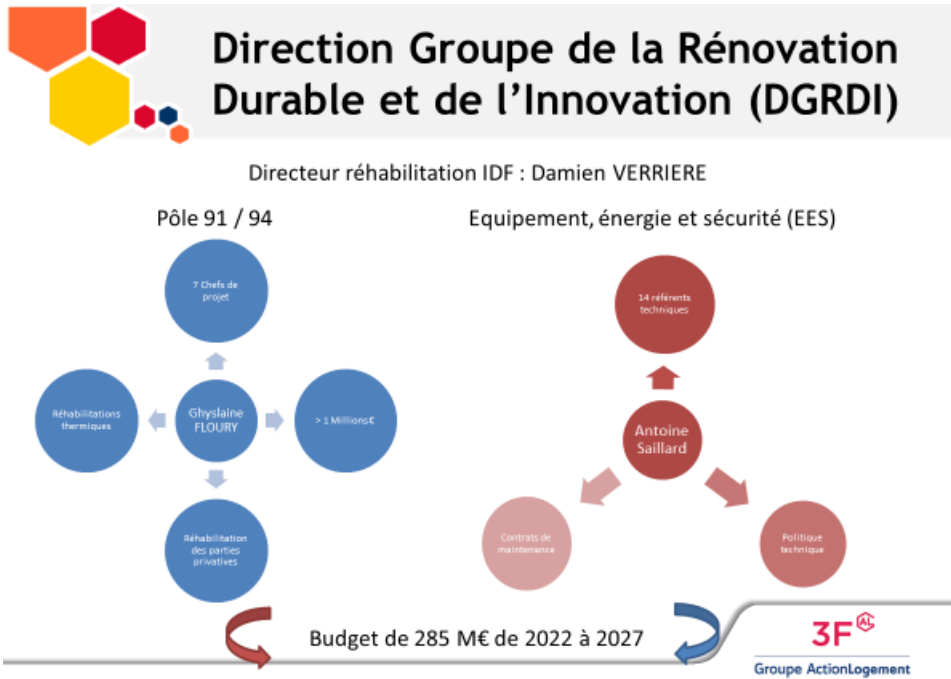 Direction Groupe de la Rénovation
Durable et de l'Innovation (DGRDI)
Directeur réhabilitation IDF : Damien VERRIERE
Pôle 91 / 94
7 Chefs de
projet
Réhabilitations
thermiques
Ghyslaine
FLOURY
> 1 Millions€
Réhabilitation
des parties
privatives
Equipement, énergie et sécurité (EES)
14 référents
techniques
Antoine
Saillard
Contrats de
maintenance
Politique
technique
Budget de 285 M€ de 2022 à 2027
3F AL
Groupe ActionLogement